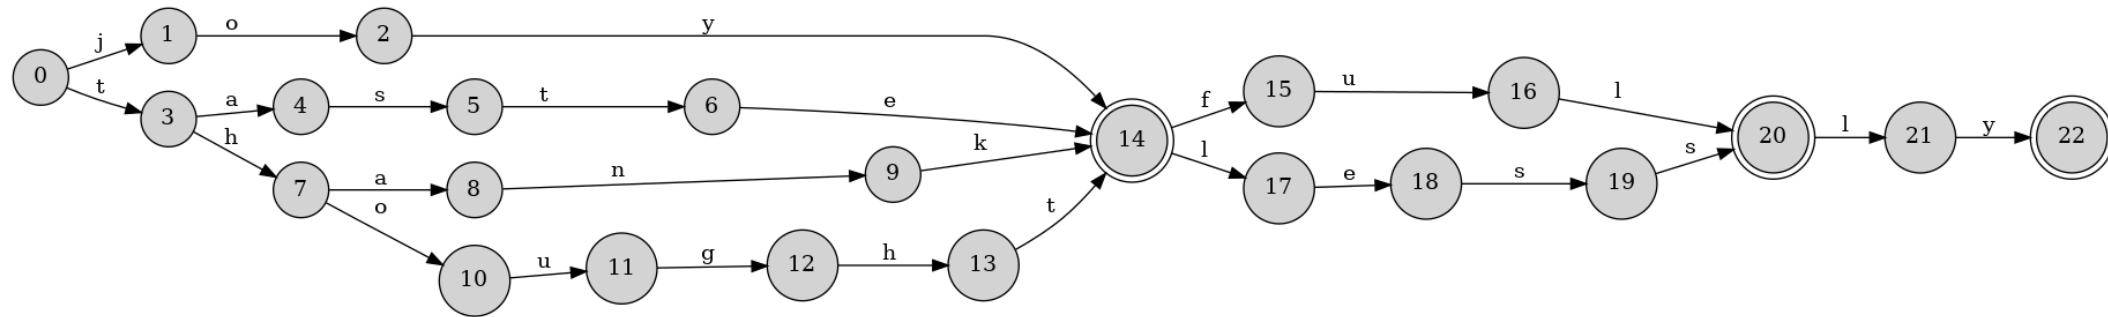 0 j 1 o 2 y
t 3 a 4 s 5 t 6 e 14 f 15 u 16 l 20 l 21 y 22
h 7 a 8 n 9 k l 17 e 18 s 19 s
o 10 u 11 g 12 h 13 t